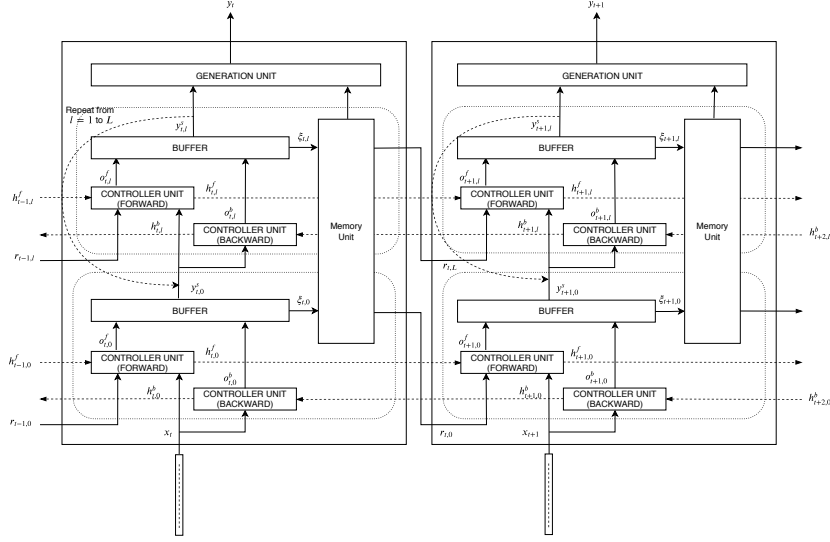 y_t
y_{t+1}
GENERATION UNIT
GENERATION UNIT
Repeat from
l = 1 to L
y^s_{t,l}
y^s_{t+1,l}
BUFFER
ξ_{t,l}
BUFFER
ξ_{t+1,l}
o^f_{t,l}
o^f_{t+1,l}
h^f_{t-1,l}
CONTROLLER UNIT
(FORWARD)
h^f_{t,l}
CONTROLLER UNIT
(FORWARD)
h^f_{t+1,l}
h^b_{t,l}
o^b_{t,l}
h^b_{t+1,l}
o^b_{t+1,l}
CONTROLLER UNIT
(BACKWARD)
Memory
Unit
CONTROLLER UNIT
(BACKWARD)
Memory
Unit
h^b_{t+2,l}
r_{t-1,l}
r_{t,L}
y^s_{t,0}
y^s_{t+1,0}
BUFFER
ξ_{t,0}
BUFFER
ξ_{t+1,0}
o^f_{t,0}
o^f_{t+1,0}
h^f_{t-1,0}
CONTROLLER UNIT
(FORWARD)
h^f_{t,0}
CONTROLLER UNIT
(FORWARD)
h^f_{t+1,0}
h^b_{t,0}
o^b_{t,0}
h^b_{t+1,0}
o^b_{t+1,0}
CONTROLLER UNIT
(BACKWARD)
CONTROLLER UNIT
(BACKWARD)
h^b_{t+2,0}
r_{t-1,0}
x_t
r_{t,0}
x_{t+1}